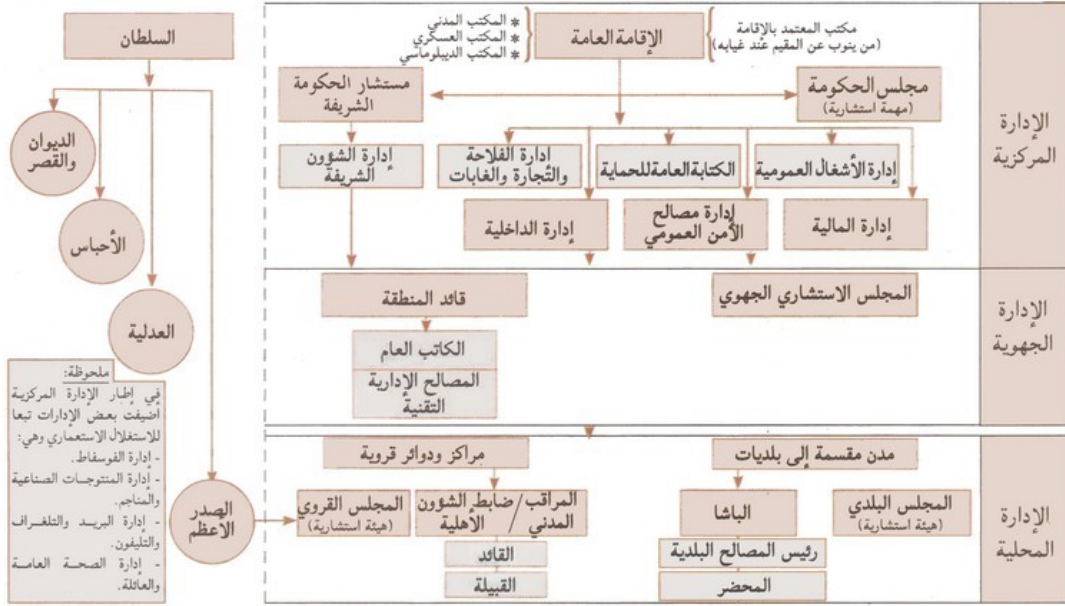 السلطان
الديوان
والقصر
الأحباس
العدلية
الصدر
الأعظم
ملحوظة:
في إطار الإدارة المركزية
اضيفت بعض الإدارات تبعا
للاستغلال الاستعماري وهي:
- إدارة الفوسفاط.
- إدارة المنتوجات الصناعية
والمناجم.
- إدارة البريد والتلغراف
والتليفون.
- إدارة الصحة العامة
والعائلة.
الإدارة
المركزية
مكتب المعتمد بالإقامة
(من ينوب عن المقيم عند غيابه)
الإقامة العامة
* المكتب المدني
* المكتب العسكري
* المكتب الديبلوماسي
مجلس الحكومة
(مهمة استشارية)
مستشار الحكومة
الشريفة
إدارة الأشغال العمومية
الكتابة العامة للحماية
إدارة الفلاحة
والتجارة والغابات
إدارة الشؤون
الشريفة
إدارة المالية
إدارة مصالح
الأمن العمومي
إدارة الداخلية
الإدارة
الجهوية
المجلس الاستشاري الجهوي
قائد المنطقة
الكاتب العام
المصالح الإدارية
التقنية
الإدارة
المحلية
مدن مقسمة إلى بلديات
المجلس البلدي
(هيئة استشارية)
الباشا
رئيس المصالح البلدية
المحضر
مراكز ودوائر قروية
المراقب / ضابط الشؤون
المدني / الأهلية
القائد
القبيلة
المجلس القروي
(هيئة استشارية)